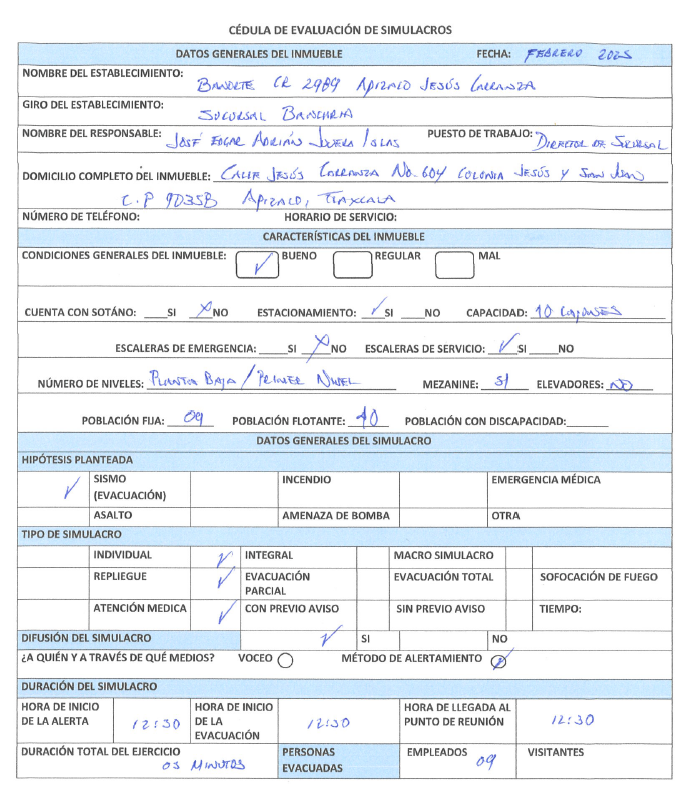 CÉDULA DE EVALUACIÓN DE SIMULACROS
DATOS GENERALES DEL INMUEBLE FECHA: FEBRERO 2025
NOMBRE DEL ESTABLECIMIENTO: BANORTE CR 2989 APIZACO JESÚS CARRANZA
GIRO DEL ESTABLECIMIENTO: SUCURSAL BANCARIA
NOMBRE DEL RESPONSABLE: JOSÉ EDGAR ADRIÁN ISLAS PUESTO DE TRABAJO: DIRECTOR DE SUCURSAL
DOMICILIO COMPLETO DEL INMUEBLE: CALLE JESÚS CARRANZA NO. 604 COLONIA JESÚS Y SAN JUAN
C.P 90358 APIZACO, TLAXCALA
NÚMERO DE TELÉFONO: HORARIO DE SERVICIO:
CARACTERÍSTICAS DEL INMUEBLE
CONDICIONES GENERALES DEL INMUEBLE: ✓ BUENO REGULAR MAL
CUENTA CON SOTÁNO: ____SI __X__NO ESTACIONAMIENTO: __✓__SI ____NO CAPACIDAD: 10 CAJONES
ESCALERAS DE EMERGENCIA: ____SI __X__NO ESCALERAS DE SERVICIO: __✓__SI ____NO
NÚMERO DE NIVELES: PLANTA BAJA / PRIMER NIVEL MEZANINE: SI ELEVADORES: NO
POBLACIÓN FIJA: 09 POBLACIÓN FLOTANTE: 10 POBLACIÓN CON DISCAPACIDAD:______
DATOS GENERALES DEL SIMULACRO
HIPÓTESIS PLANTEADA
✓ SISMO (EVACUACIÓN) INCENDIO EMERGENCIA MÉDICA
ASALTO AMENAZA DE BOMBA OTRA
TIPO DE SIMULACRO
INDIVIDUAL ✓ INTEGRAL MACRO SIMULACRO
REPLIEGUE ✓ EVACUACIÓN PARCIAL EVACUACIÓN TOTAL SOFOCACIÓN DE FUEGO
ATENCIÓN MEDICA ✓ CON PREVIO AVISO SIN PREVIO AVISO TIEMPO:
DIFUSIÓN DEL SIMULACRO ✓ SI NO
¿A QUIÉN Y A TRAVÉS DE QUÉ MEDIOS? VOCEO MÉTODO DE ALERTAMIENTO ✓
DURACIÓN DEL SIMULACRO
HORA DE INICIO DE LA ALERTA 12:30 HORA DE INICIO DE LA EVACUACIÓN 12:30 HORA DE LLEGADA AL PUNTO DE REUNIÓN 12:30
DURACIÓN TOTAL DEL EJERCICIO 03 MINUTOS PERSONAS EVACUADAS EMPLEADOS 09 VISITANTES